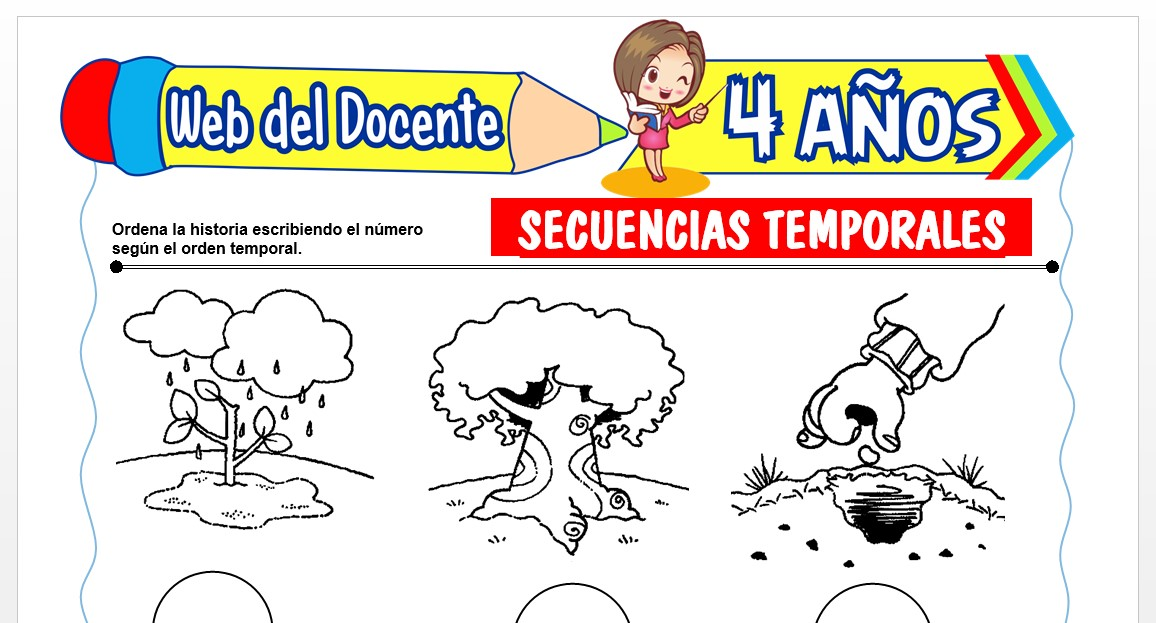 Web del Docente
4 AÑOS
SECUENCIAS TEMPORALES
Ordena la historia escribiendo el número
según el orden temporal.